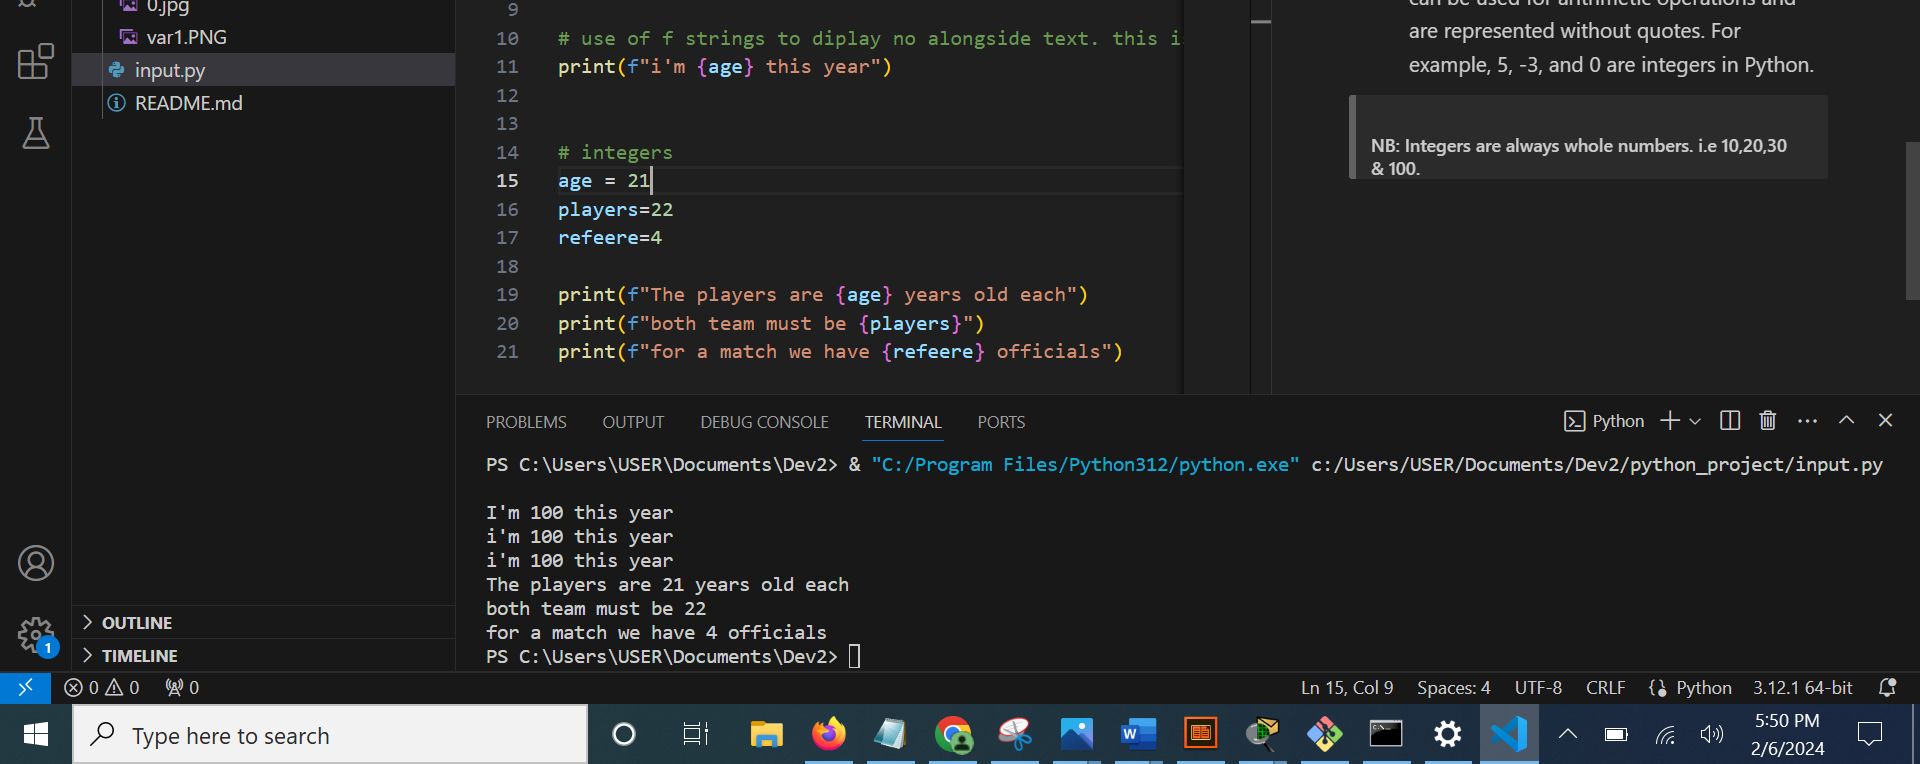 0.jpg
var1.PNG
input.py
README.md
OUTLINE
TIMELINE
9
10 # use of f strings to diplay no alongside text. this i
11 print(f"i'm {age} this year")
12
13
14 # integers
15 age = 21
16 players=22
17 refeere=4
18
19 print(f"The players are {age} years old each")
20 print(f"both team must be {players}")
21 print(f"for a match we have {refeere} officials")
can be used for arithmetic operations and
are represented without quotes. For
example, 5, -3, and 0 are integers in Python.
NB: Integers are always whole numbers. i.e 10,20,30
& 100.
PROBLEMS OUTPUT DEBUG CONSOLE TERMINAL PORTS
Python
PS C:\Users\USER\Documents\Dev2> & "C:/Program Files/Python312/python.exe" c:/Users/USER/Documents/Dev2/python_project/input.py
I'm 100 this year
i'm 100 this year
i'm 100 this year
The players are 21 years old each
both team must be 22
for a match we have 4 officials
PS C:\Users\USER\Documents\Dev2>
1
0 0 0
Ln 15, Col 9 Spaces: 4 UTF-8 CRLF Python 3.12.1 64-bit
Type here to search
W
5:50 PM
2/6/2024